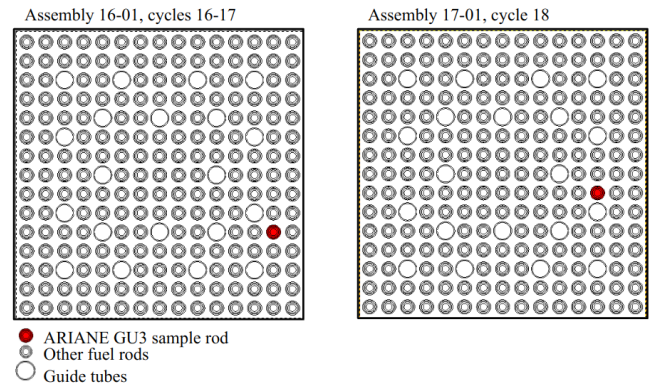 Assembly 16-01, cycles 16-17
Assembly 17-01, cycle 18
ARIANE GU3 sample rod
Other fuel rods
Guide tubes